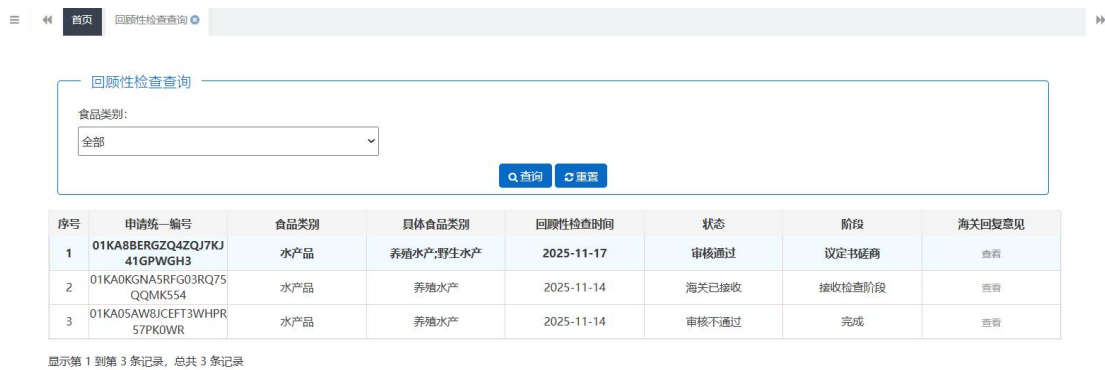 首页 回顾性检查查询
回顾性检查查询
食品类别:
全部
查询 重置
序号 申请统一编号 食品类别 具体食品类别 回顾性检查时间 状态 阶段 海关回复意见
1 01KA8BERGZQ4ZQJ7KJ 水产品 养殖水产;野生水产 2025-11-17 审核通过 议定书磋商 查看
41GPWGH3
2 01KA0KGNA5RFG03RQ75 水产品 养殖水产 2025-11-14 海关已接收 接收检查阶段 查看
QQMK554
3 01KA05AW8JCEFT3WHPR 水产品 养殖水产 2025-11-14 审核不通过 完成 查看
57PK0WR
显示第 1 到第 3 条记录，总共 3 条记录